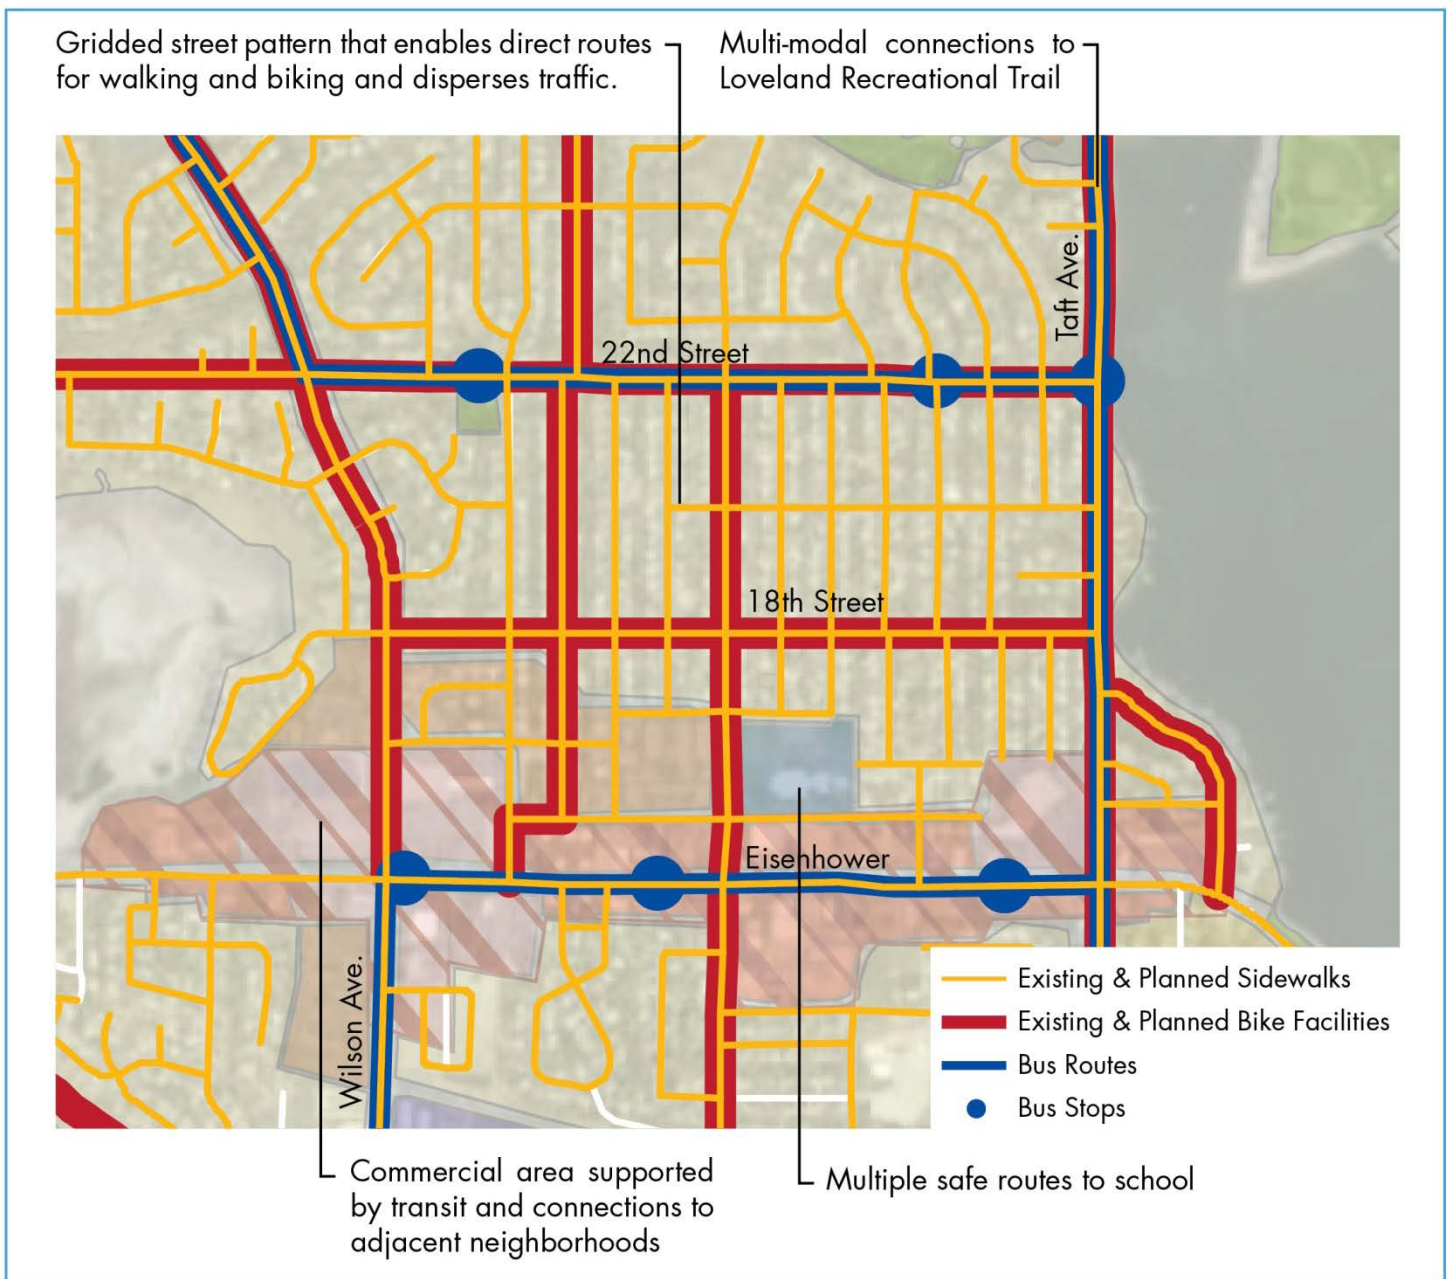 Gridded street pattern that enables direct routes
for walking and biking and disperses traffic.
Multi-modal connections to
Loveland Recreational Trail
Taft Ave.
22nd Street
18th Street
Eisenhower
Wilson Ave.
Existing & Planned Sidewalks
Existing & Planned Bike Facilities
Bus Routes
Bus Stops
Commercial area supported
by transit and connections to
adjacent neighborhoods
Multiple safe routes to school